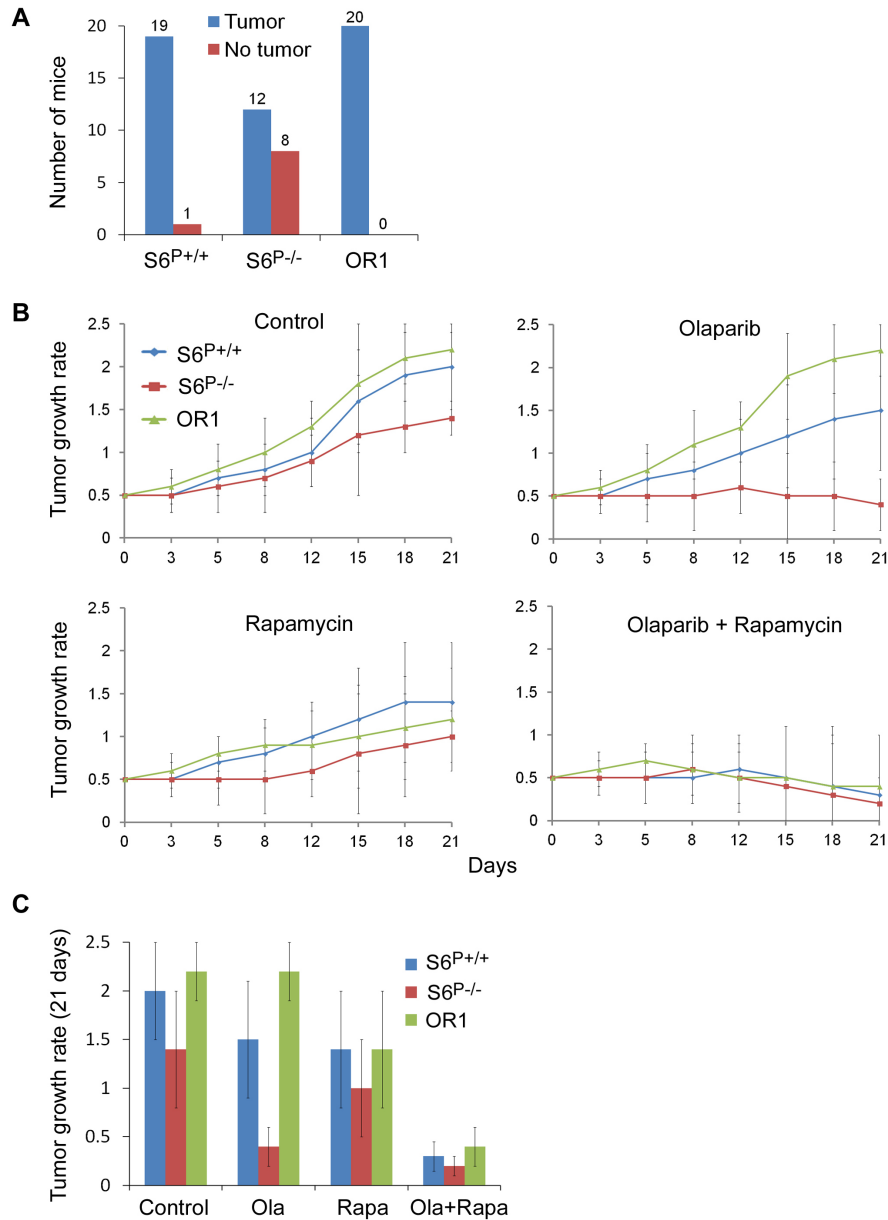 A
Number of mice
20
15
10
5
0
Tumor
No tumor
19
1
12
8
20
0
S6P+/+
S6P-/-
OR1
B
Control
Tumor growth rate
2.5
2
1.5
1
0.5
0
S6P+/+
S6P-/-
OR1
0 3 5 8 12 15 18 21
Olaparib
2.5
2
1.5
1
0.5
0
0 3 5 8 12 15 18 21
Rapamycin
Tumor growth rate
2.5
2
1.5
1
0.5
0
0 3 5 8 12 15 18 21
Olaparib + Rapamycin
2.5
2
1.5
1
0.5
0
0 3 5 8 12 15 18 21
Days
C
Tumor growth rate (21 days)
2.5
2
1.5
1
0.5
0
S6P+/+
S6P-/-
OR1
Control Ola Rapa Ola+Rapa